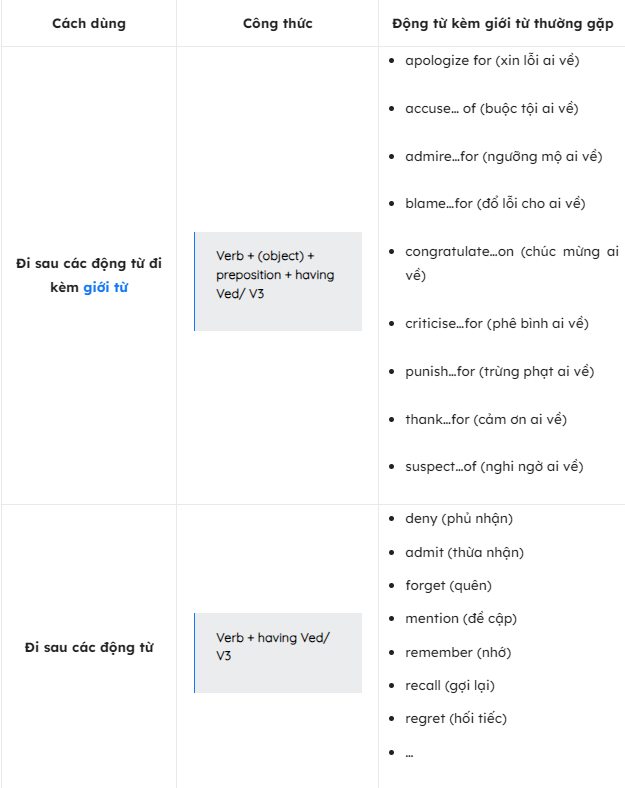 Cách dùng
Công thức
Động từ kèm giới từ thường gặp
Đi sau các động từ đi
kèm giới từ
Verb + (object) +
preposition + having
Ved/ V3
• apologize for (xin lỗi ai về)
• accuse... of (buộc tội ai về)
• admire...for (ngưỡng mộ ai về)
• blame...for (đổ lỗi cho ai về)
• congratulate...on (chúc mừng ai
về)
• criticise...for (phê bình ai về)
• punish...for (trừng phạt ai về)
• thank...for (cảm ơn ai về)
• suspect...of (nghi ngờ ai về)
Đi sau các động từ
Verb + having Ved/
V3
• deny (phủ nhận)
• admit (thừa nhận)
• forget (quên)
• mention (đề cập)
• remember (nhớ)
• recall (gợi lại)
• regret (hối tiếc)
• ...